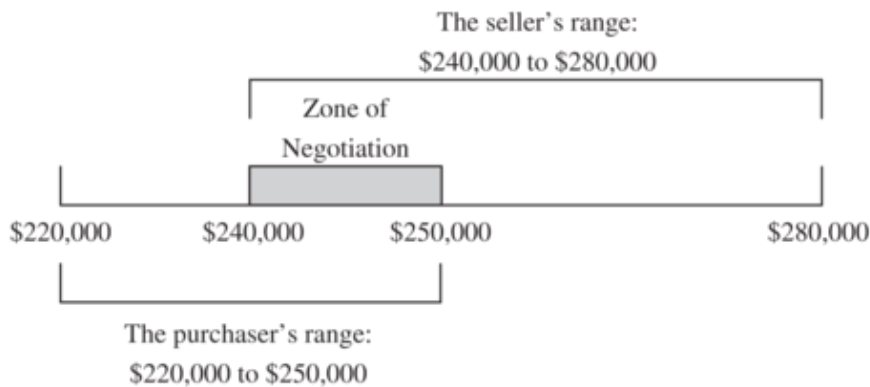 The seller's range:
$240,000 to $280,000
Zone of
Negotiation
$220,000 $240,000 $250,000 $280,000
The purchaser's range:
$220,000 to $250,000